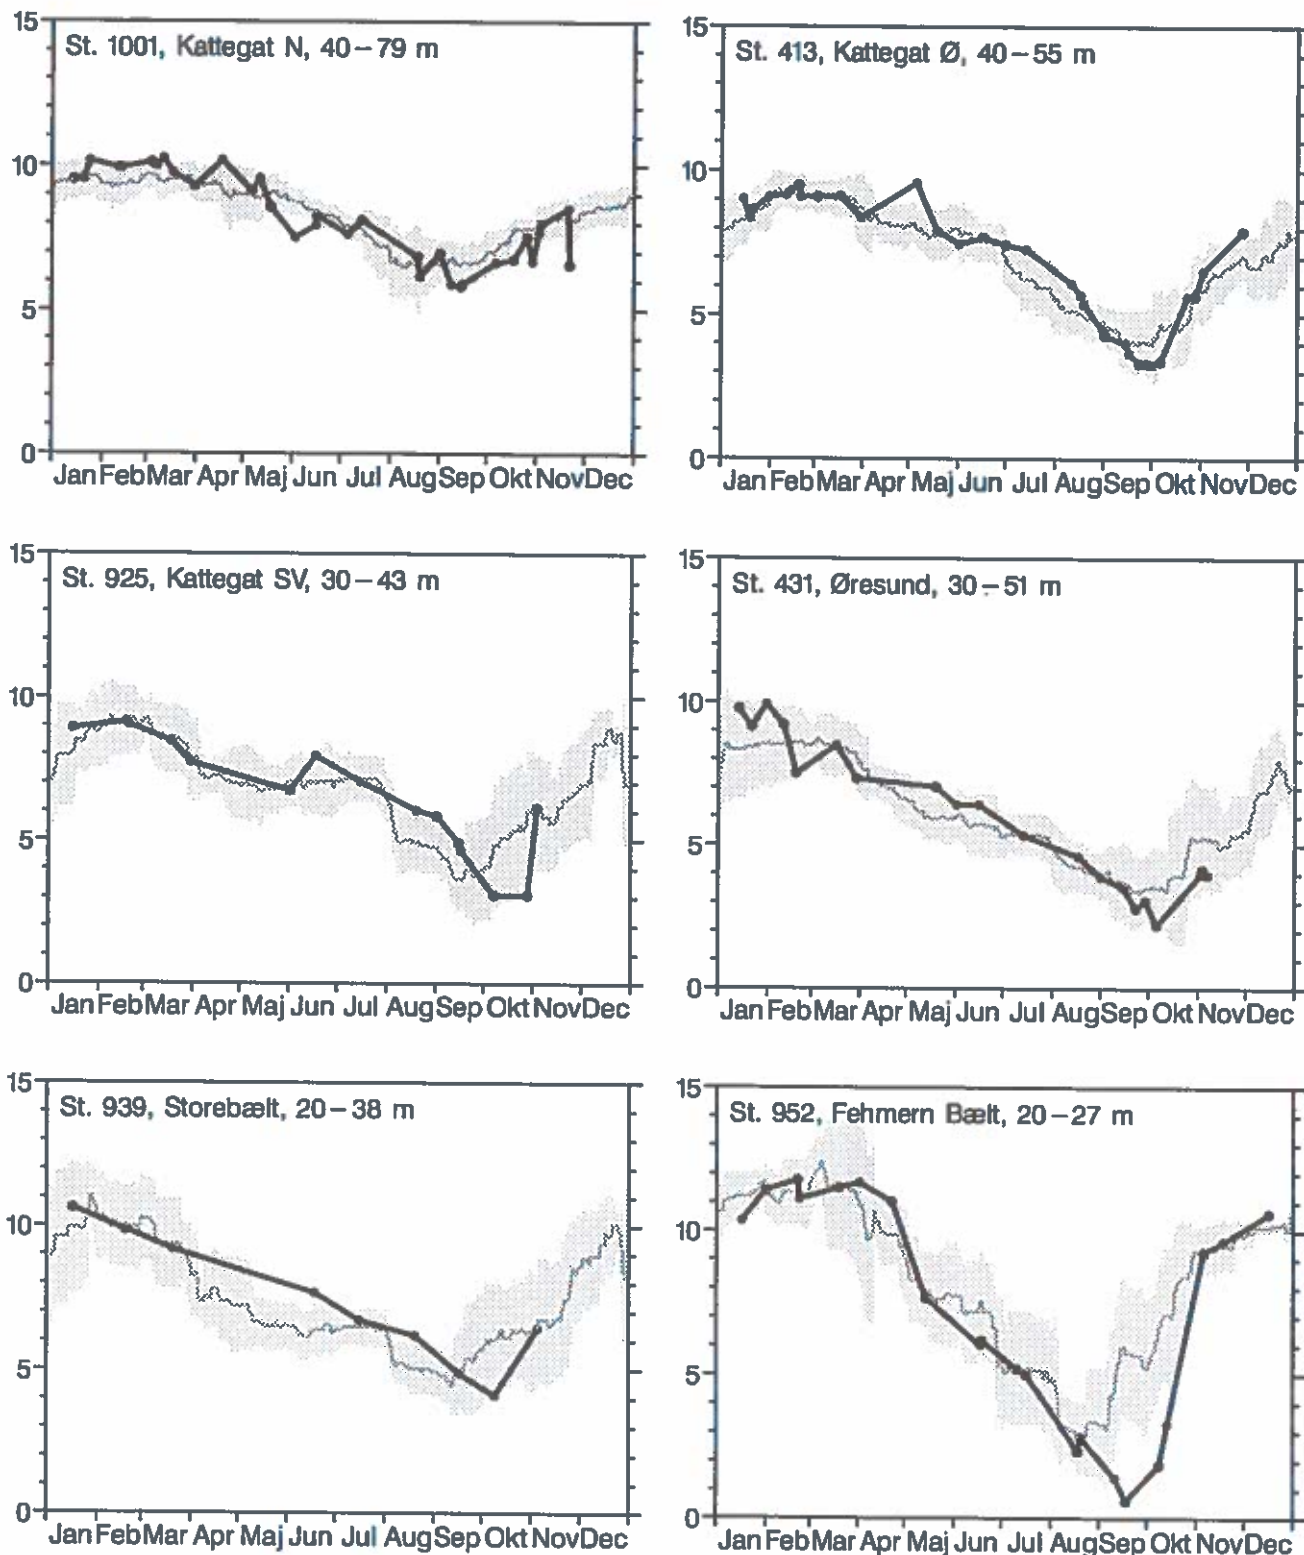 15
St. 1001, Kattegat N, 40–79 m
10
5
0
Jan Feb Mar Apr Maj Jun Jul Aug Sep Okt Nov Dec
15
St. 413, Kattegat Ø, 40–55 m
10
5
0
Jan Feb Mar Apr Maj Jun Jul Aug Sep Okt Nov Dec
15
St. 925, Kattegat SV, 30–43 m
10
5
0
Jan Feb Mar Apr Maj Jun Jul Aug Sep Okt Nov Dec
15
St. 431, Øresund, 30–51 m
10
5
0
Jan Feb Mar Apr Maj Jun Jul Aug Sep Okt Nov Dec
15
St. 939, Storebælt, 20–38 m
10
5
0
Jan Feb Mar Apr Maj Jun Jul Aug Sep Okt Nov Dec
15
St. 952, Fehmern Bælt, 20–27 m
10
5
0
Jan Feb Mar Apr Maj Jun Jul Aug Sep Okt Nov Dec